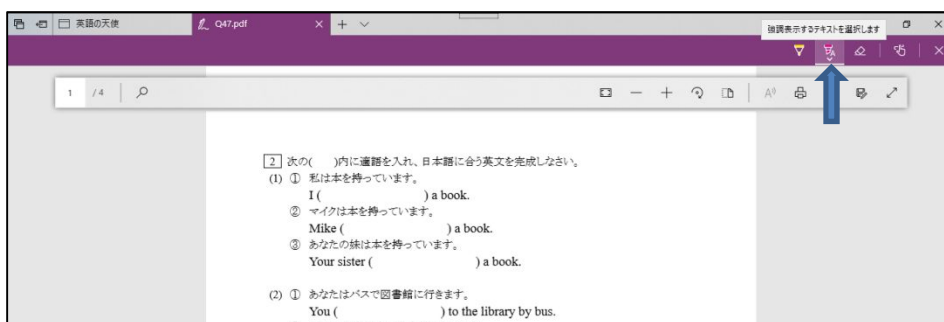 英語の天使
Q47.pdf
強調表示するテキストを選択します
1 /4
2 次の( )内に適語を入れ、日本語に合う英文を完成しなさい。
(1) ① 私は本を持っています。
I ( ) a book.
② マイクは本を持っています。
Mike ( ) a book.
③ あなたの妹は本を持っています。
Your sister ( ) a book.
(2) ① あなたはバスで図書館に行きます。
You ( ) to the library by bus.